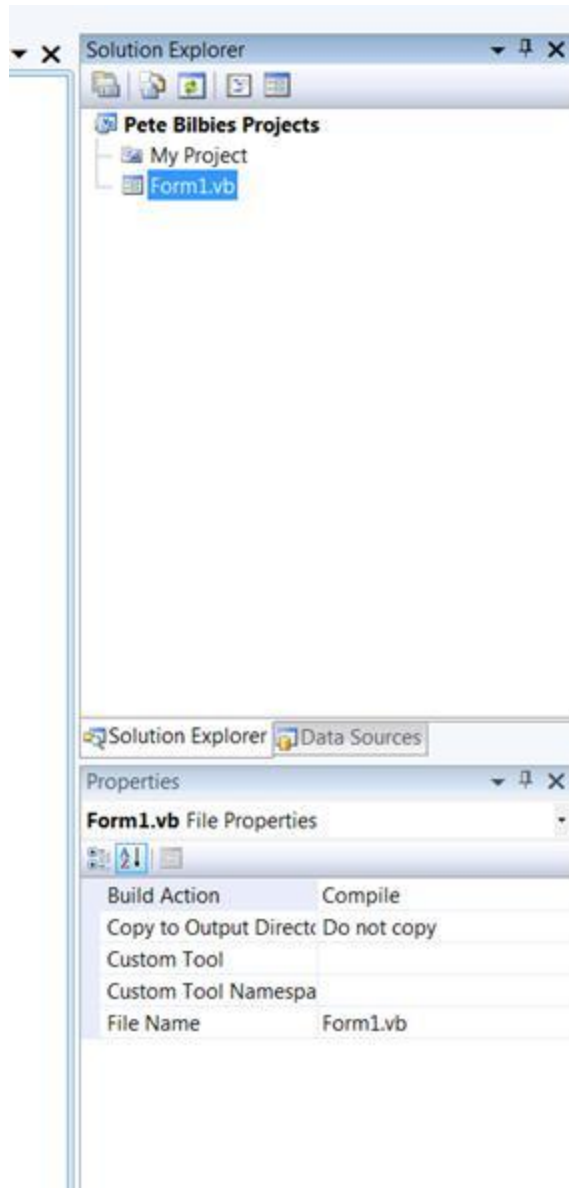 Solution Explorer
Pete Bilbies Projects
My Project
Form1.vb
Solution Explorer Data Sources
Properties
Form1.vb File Properties
Build Action Compile
Copy to Output Directo Do not copy
Custom Tool
Custom Tool Namespa
File Name Form1.vb